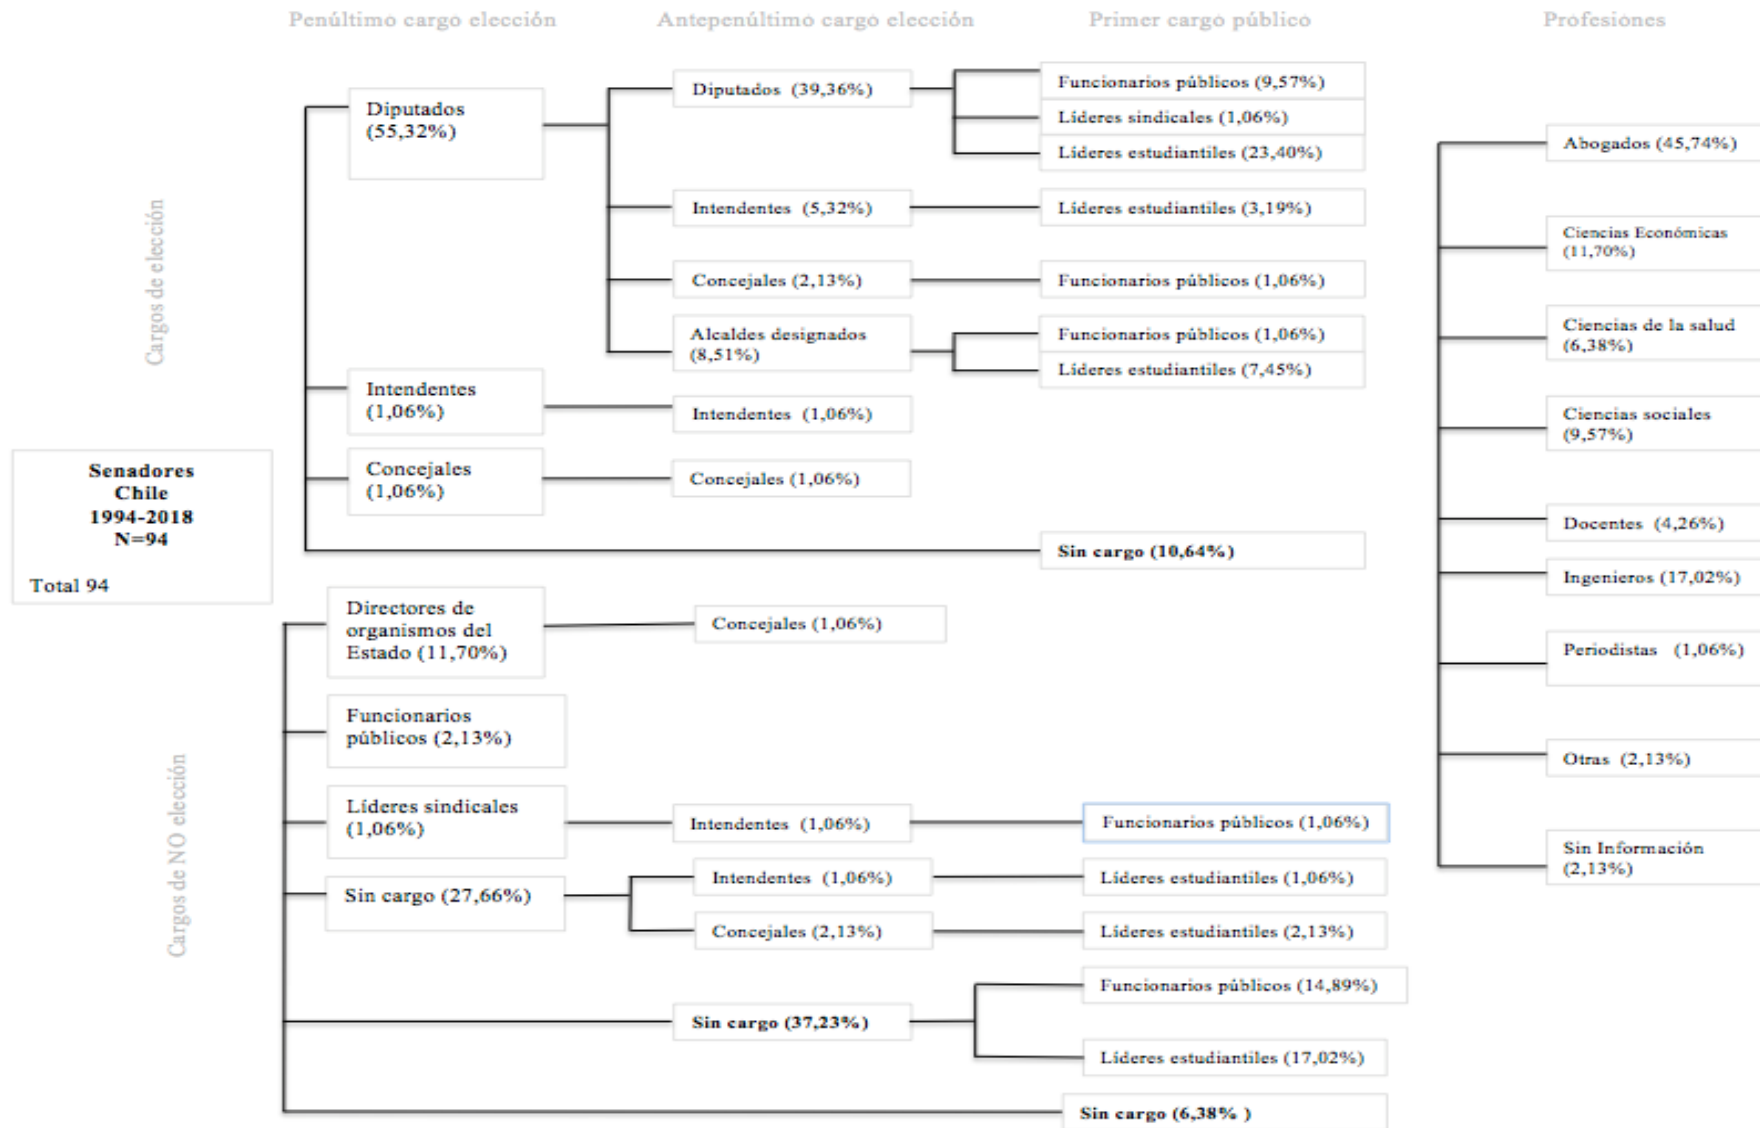 Penúltimo cargo elección
Antepenúltimo cargo elección
Primer cargo público
Profesiones
Cargos de elección
Cargos de NO elección
Senadores
Chile
1994-2018
N=94
Total 94
Diputados
(55,32%)
Diputados (39,36%)
Funcionarios públicos (9,57%)
Líderes sindicales (1,06%)
Líderes estudiantiles (23,40%)
Intendentes (5,32%)
Líderes estudiantiles (3,19%)
Concejales (2,13%)
Funcionarios públicos (1,06%)
Alcaldes designados
(8,51%)
Funcionarios públicos (1,06%)
Líderes estudiantiles (7,45%)
Intendentes
(1,06%)
Intendentes (1,06%)
Concejales
(1,06%)
Concejales (1,06%)
Sin cargo (10,64%)
Directores de
organismos del
Estado (11,70%)
Concejales (1,06%)
Funcionarios
públicos (2,13%)
Líderes sindicales
(1,06%)
Intendentes (1,06%)
Funcionarios públicos (1,06%)
Sin cargo (27,66%)
Intendentes (1,06%)
Líderes estudiantiles (1,06%)
Concejales (2,13%)
Líderes estudiantiles (2,13%)
Sin cargo (37,23%)
Funcionarios públicos (14,89%)
Líderes estudiantiles (17,02%)
Sin cargo (6,38% )
Abogados (45,74%)
Ciencias Económicas
(11,70%)
Ciencias de la salud
(6,38%)
Ciencias sociales
(9,57%)
Docentes (4,26%)
Ingenieros (17,02%)
Periodistas (1,06%)
Otras (2,13%)
Sin Información
(2,13%)